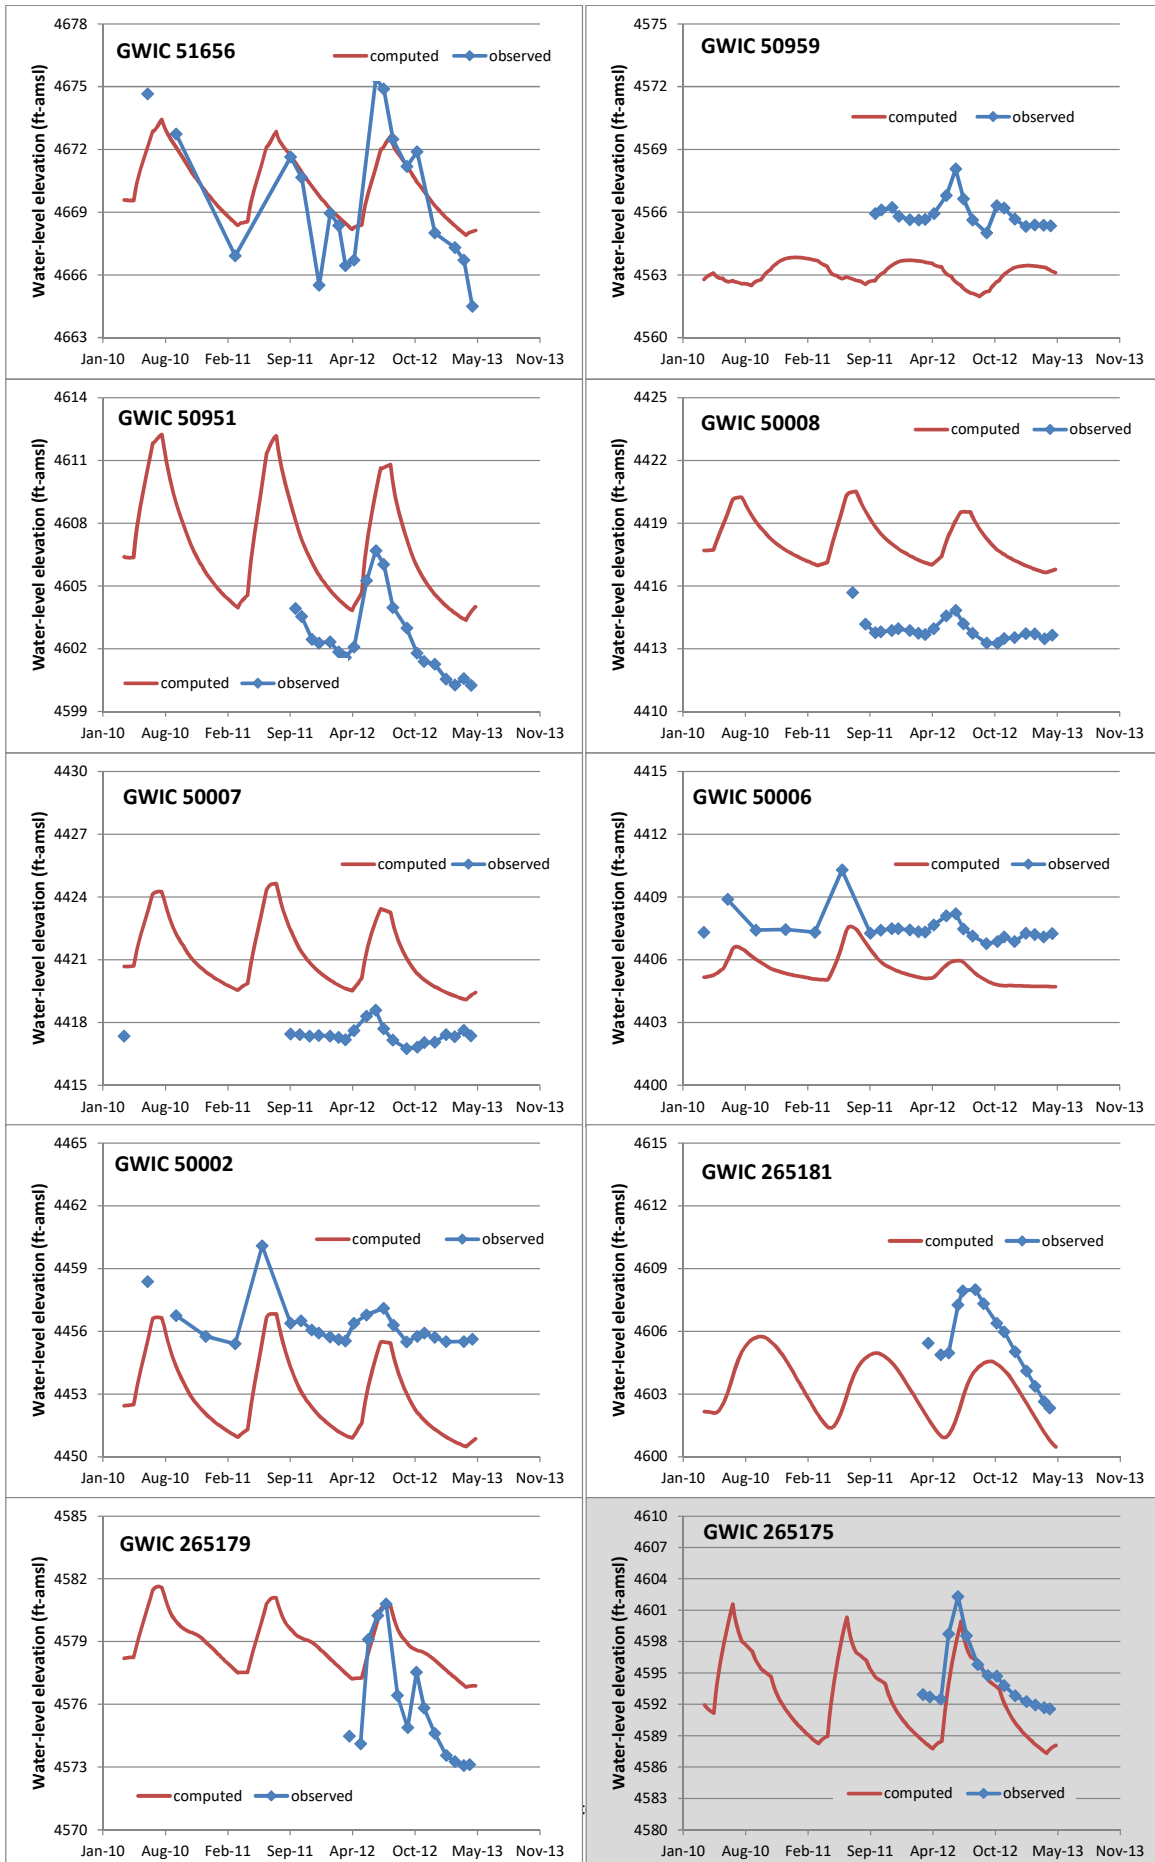 GWIC 51656
computed observed
Water-level elevation (ft-amsl)
4678
4675
4672
4669
4666
4663
Jan-10 Aug-10 Feb-11 Sep-11 Apr-12 Oct-12 May-13 Nov-13
GWIC 50959
computed observed
Water-level elevation (ft-amsl)
4575
4572
4569
4566
4563
4560
Jan-10 Aug-10 Feb-11 Sep-11 Apr-12 Oct-12 May-13 Nov-13
GWIC 50951
computed observed
Water-level elevation (ft-amsl)
4614
4611
4608
4605
4602
4599
Jan-10 Aug-10 Feb-11 Sep-11 Apr-12 Oct-12 May-13 Nov-13
GWIC 50008
computed observed
Water-level elevation (ft-amsl)
4425
4422
4419
4416
4413
4410
Jan-10 Aug-10 Feb-11 Sep-11 Apr-12 Oct-12 May-13 Nov-13
GWIC 50007
computed observed
Water-level elevation (ft-amsl)
4430
4427
4424
4421
4418
4415
Jan-10 Aug-10 Feb-11 Sep-11 Apr-12 Oct-12 May-13 Nov-13
GWIC 50006
computed observed
Water-level elevation (ft-amsl)
4415
4412
4409
4406
4403
4400
Jan-10 Aug-10 Feb-11 Sep-11 Apr-12 Oct-12 May-13 Nov-13
GWIC 50002
computed observed
Water-level elevation (ft-amsl)
4465
4462
4459
4456
4453
4450
Jan-10 Aug-10 Feb-11 Sep-11 Apr-12 Oct-12 May-13 Nov-13
GWIC 265181
computed observed
Water-level elevation (ft-amsl)
4615
4612
4609
4606
4603
4600
Jan-10 Aug-10 Feb-11 Sep-11 Apr-12 Oct-12 May-13 Nov-13
GWIC 265179
computed observed
Water-level elevation (ft-amsl)
4585
4582
4579
4576
4573
4570
Jan-10 Aug-10 Feb-11 Sep-11 Apr-12 Oct-12 May-13 Nov-13
GWIC 265175
computed observed
Water-level elevation (ft-amsl)
4610
4607
4604
4601
4598
4595
4592
4589
4586
4583
4580
Jan-10 Aug-10 Feb-11 Sep-11 Apr-12 Oct-12 May-13 Nov-13